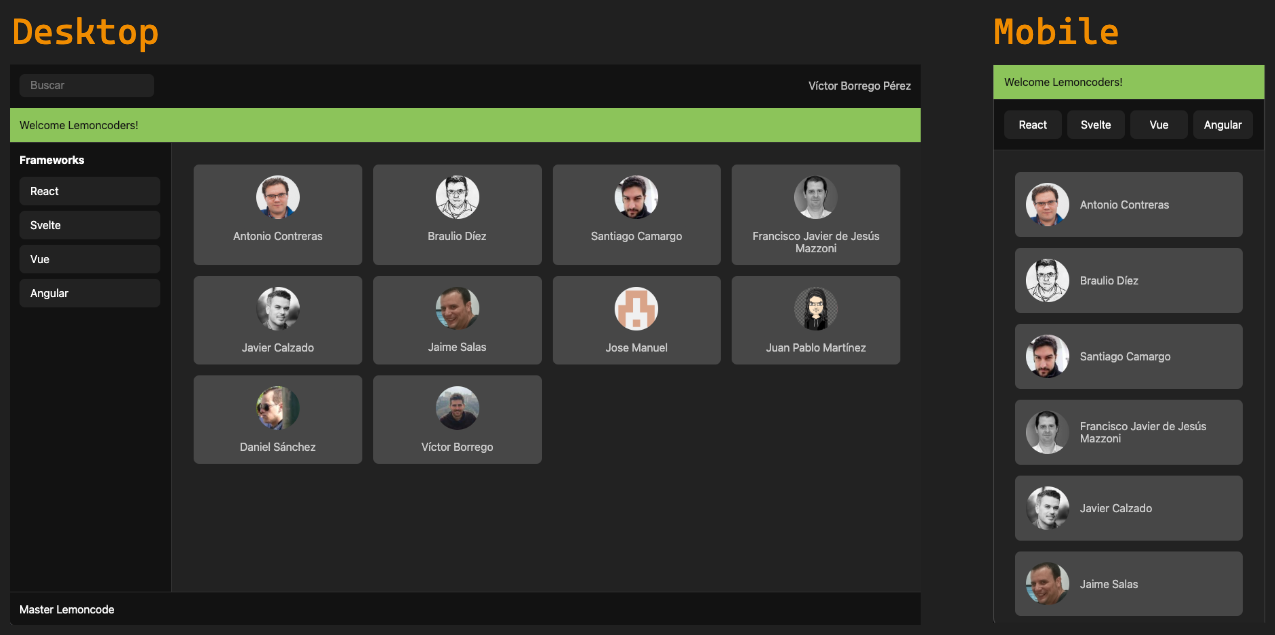 Desktop
Buscar
Víctor Borrego Pérez
Welcome Lemoncoders!
Frameworks
React
Svelte
Vue
Angular
Antonio Contreras
Braulio Díez
Santiago Camargo
Francisco Javier de Jesús
Mazzoni
Javier Calzado
Jaime Salas
Jose Manuel
Juan Pablo Martínez
Daniel Sánchez
Víctor Borrego
Master Lemoncode
Mobile
Welcome Lemoncoders!
React
Svelte
Vue
Angular
Antonio Contreras
Braulio Díez
Santiago Camargo
Francisco Javier de Jesús
Mazzoni
Javier Calzado
Jaime Salas